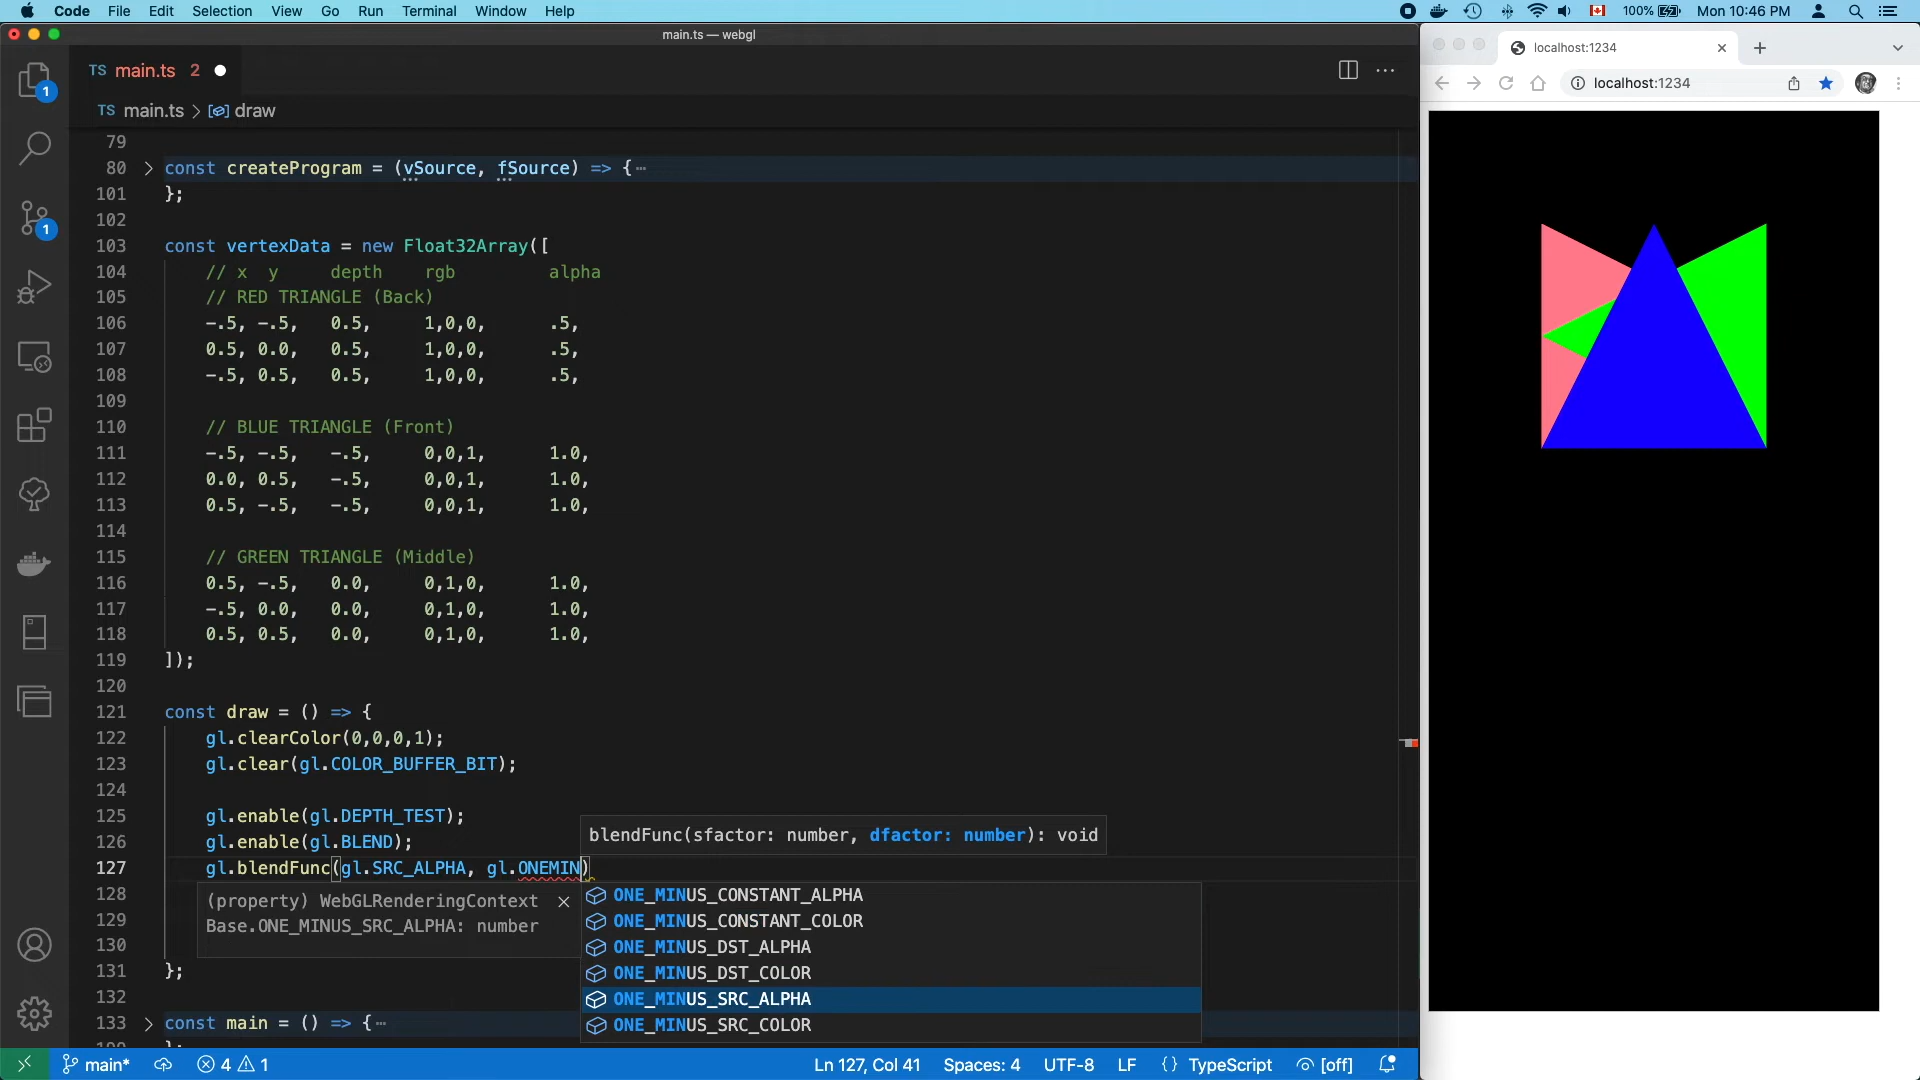 Code File Edit Selection View Go Run Terminal Window Help 100% Mon 10:46 PM
main.ts — webgl
localhost:1234
TS main.ts 2
localhost:1234
TS main.ts > draw
79
80 const createProgram = (vSource, fSource) => {
101 };
102
103 const vertexData = new Float32Array([
104 // x y depth rgb alpha
105 // RED TRIANGLE (Back)
106 -.5, -.5, 0.5, 1,0,0, .5,
107 0.5, 0.0, 0.5, 1,0,0, .5,
108 -.5, 0.5, 0.5, 1,0,0, .5,
109
110 // BLUE TRIANGLE (Front)
111 -.5, -.5, -.5, 0,0,1, 1.0,
112 0.0, 0.5, -.5, 0,0,1, 1.0,
113 0.5, -.5, -.5, 0,0,1, 1.0,
114
115 // GREEN TRIANGLE (Middle)
116 0.5, -.5, 0.0, 0,1,0, 1.0,
117 -.5, 0.0, 0.0, 0,1,0, 1.0,
118 0.5, 0.5, 0.0, 0,1,0, 1.0,
119 ]);
120
121 const draw = () => {
122 gl.clearColor(0,0,0,1);
123 gl.clear(gl.COLOR_BUFFER_BIT);
124
125 gl.enable(gl.DEPTH_TEST);
126 gl.enable(gl.BLEND);
blendFunc(sfactor: number, dfactor: number): void
127 gl.blendFunc(gl.SRC_ALPHA, gl.ONEMIN)
128
129
130
(property) WebGLRenderingContext
Base.ONE_MINUS_SRC_ALPHA: number
ONE_MINUS_CONSTANT_ALPHA
ONE_MINUS_CONSTANT_COLOR
ONE_MINUS_DST_ALPHA
ONE_MINUS_DST_COLOR
ONE_MINUS_SRC_ALPHA
ONE_MINUS_SRC_COLOR
131 };
132
133 const main = () => {
1
1
main* 4 1 Ln 127, Col 41 Spaces: 4 UTF-8 LF {} TypeScript [off]